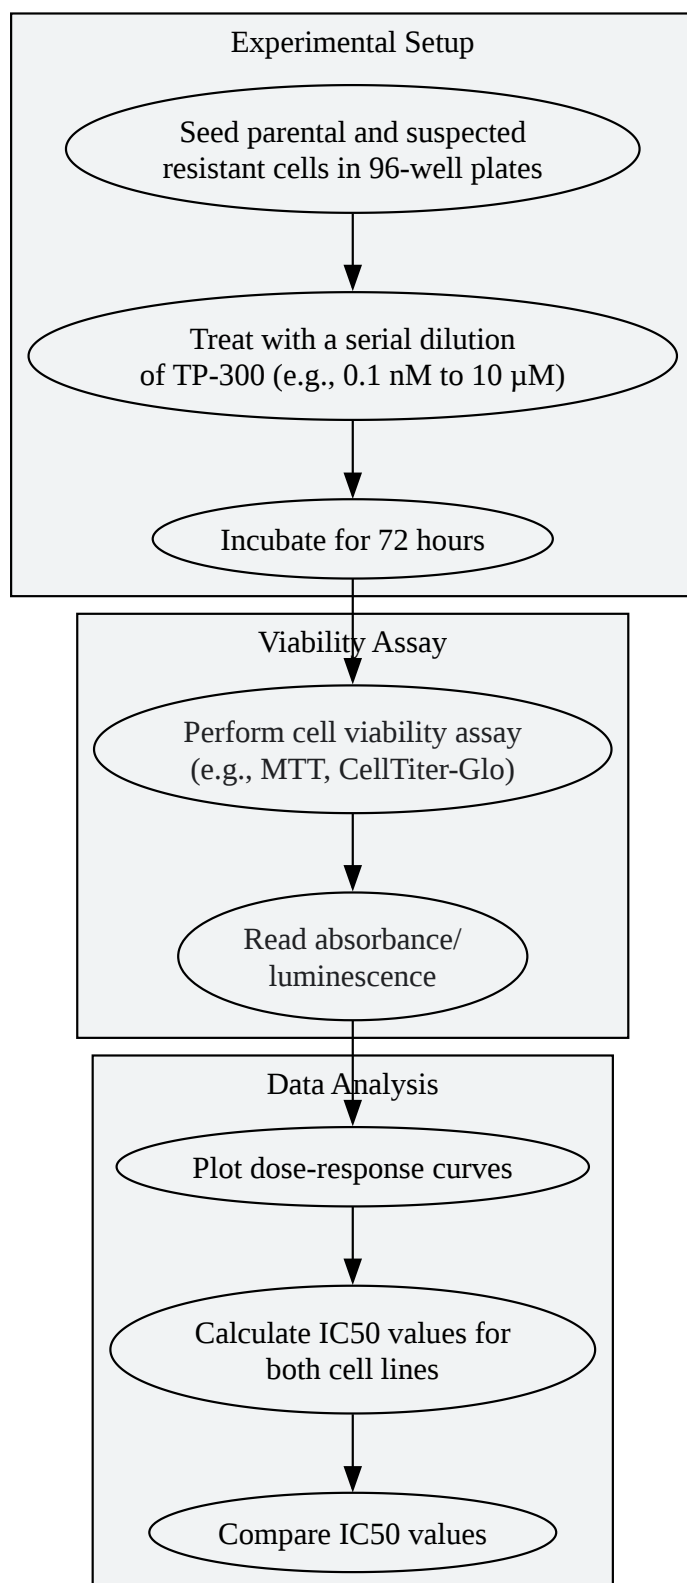 Experimental Setup
Seed parental and suspected
resistant cells in 96-well plates
Treat with a serial dilution
of TP-300 (e.g., 0.1 nM to 10 µM)
Incubate for 72 hours
Viability Assay
Perform cell viability assay
(e.g., MTT, CellTiter-Glo)
Read absorbance/
luminescence
Data Analysis
Plot dose-response curves
Calculate IC50 values for
both cell lines
Compare IC50 values